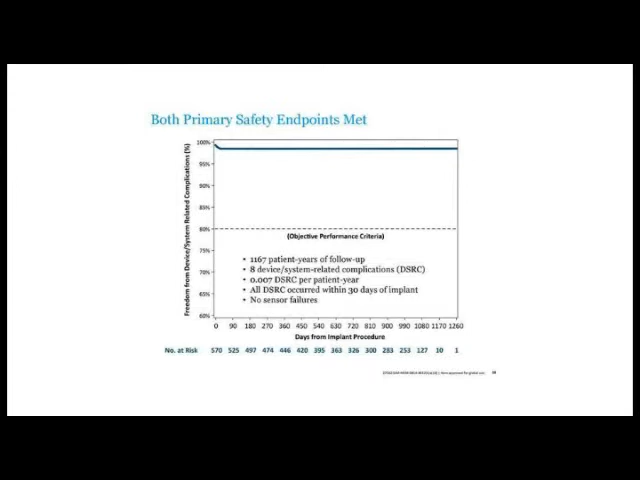 Both Primary Safety Endpoints Met
Freedom from Device/System Related Complications (%)
100%
95%
90%
85%
80%
75%
70%
65%
60%
(Objective Performance Criteria)
• 1167 patient-years of follow-up
• 8 device/system-related complications (DSRC)
• 0.007 DSRC per patient-year
• All DSRC occurred within 30 days of implant
• No sensor failures
0 90 180 270 360 450 540 630 720 810 900 990 1080 1170 1260
Days from Implant Procedure
No. at Risk 570 525 497 474 446 420 395 363 326 300 283 253 127 10 1